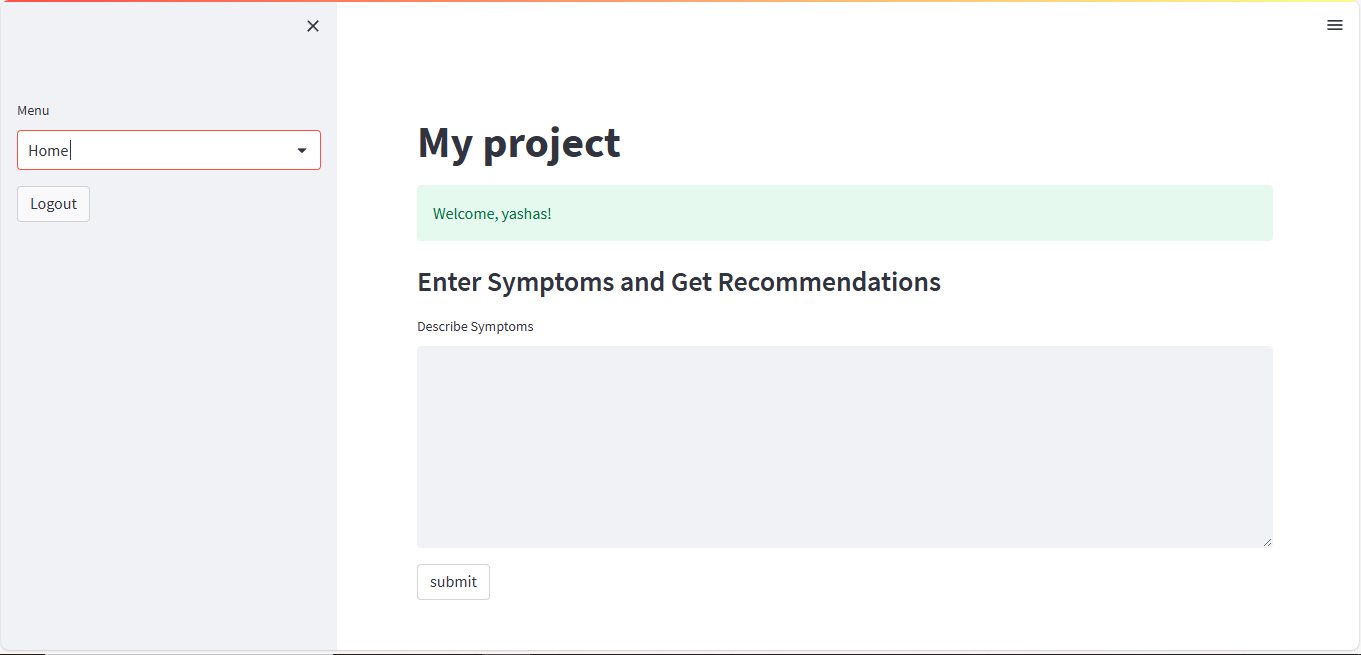 Menu
Home
Logout
My project
Welcome, yashas!
Enter Symptoms and Get Recommendations
Describe Symptoms
submit